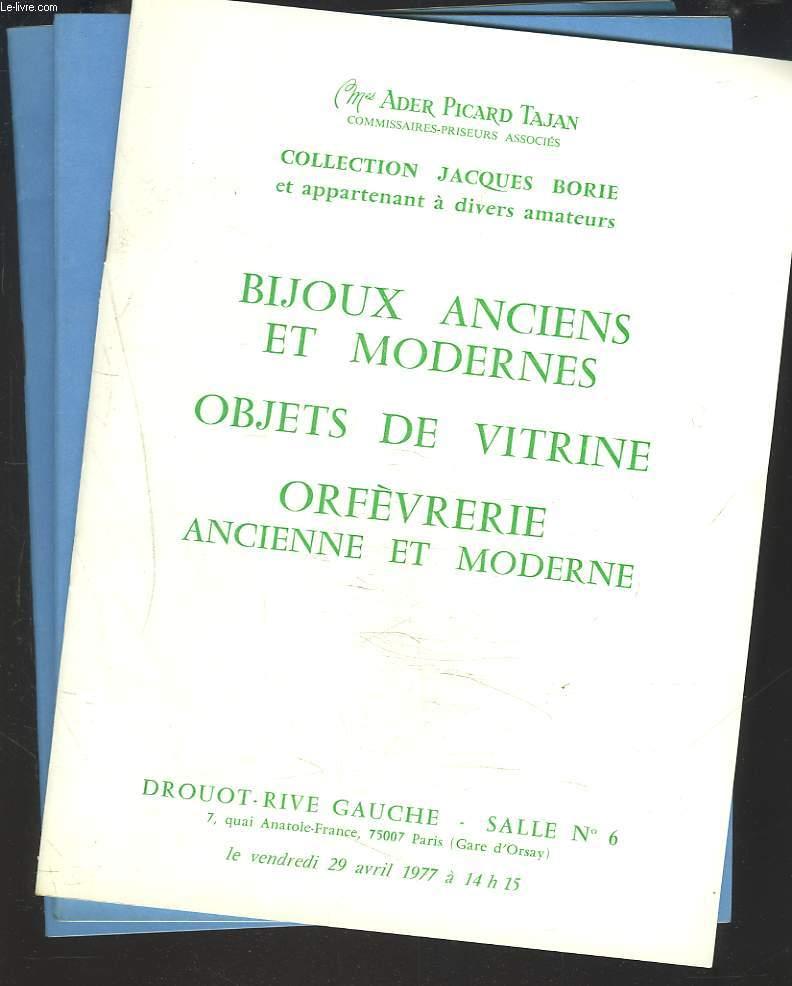 Le-livre.com
Mes ADER PICARD TAJAN
COMMISSAIRES-PRISEURS ASSOCIÉS
COLLECTION JACQUES BORIE
et appartenant à divers amateurs
BIJOUX ANCIENS
ET MODERNES
OBJETS DE VITRINE
ORFÈVRERIE
ANCIENNE ET MODERNE
DROUOT-RIVE GAUCHE - SALLE N° 6
7, quai Anatole-France, 75007 Paris (Gare d'Orsay)
le vendredi 29 avril 1977 à 14 h 15